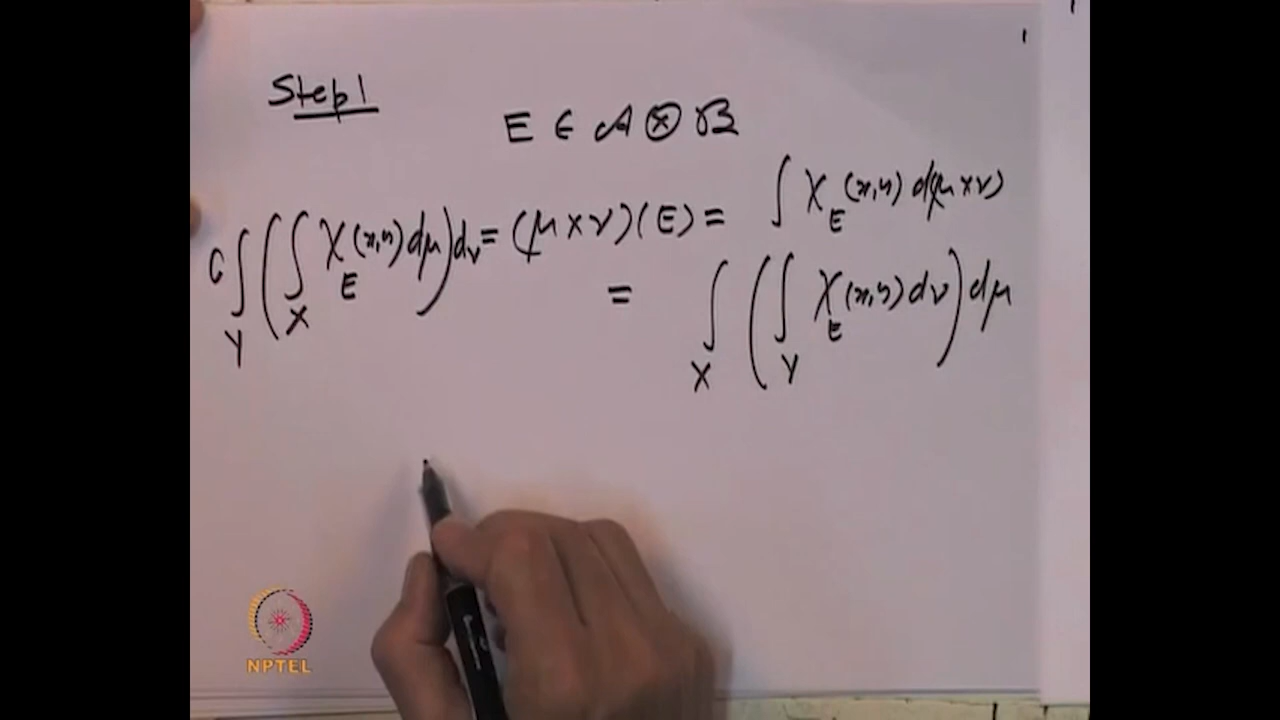 Step 1
E ∈ 𝒜 ⊗ ℬ
∫_Y ( ∫_X χ_E (x,y) dμ ) dν = (μ × ν)(E) = ∫ χ_E (x,y) d(μ × ν)
= ∫_X ( ∫_Y χ_E (x,y) dν ) dμ
NPTEL